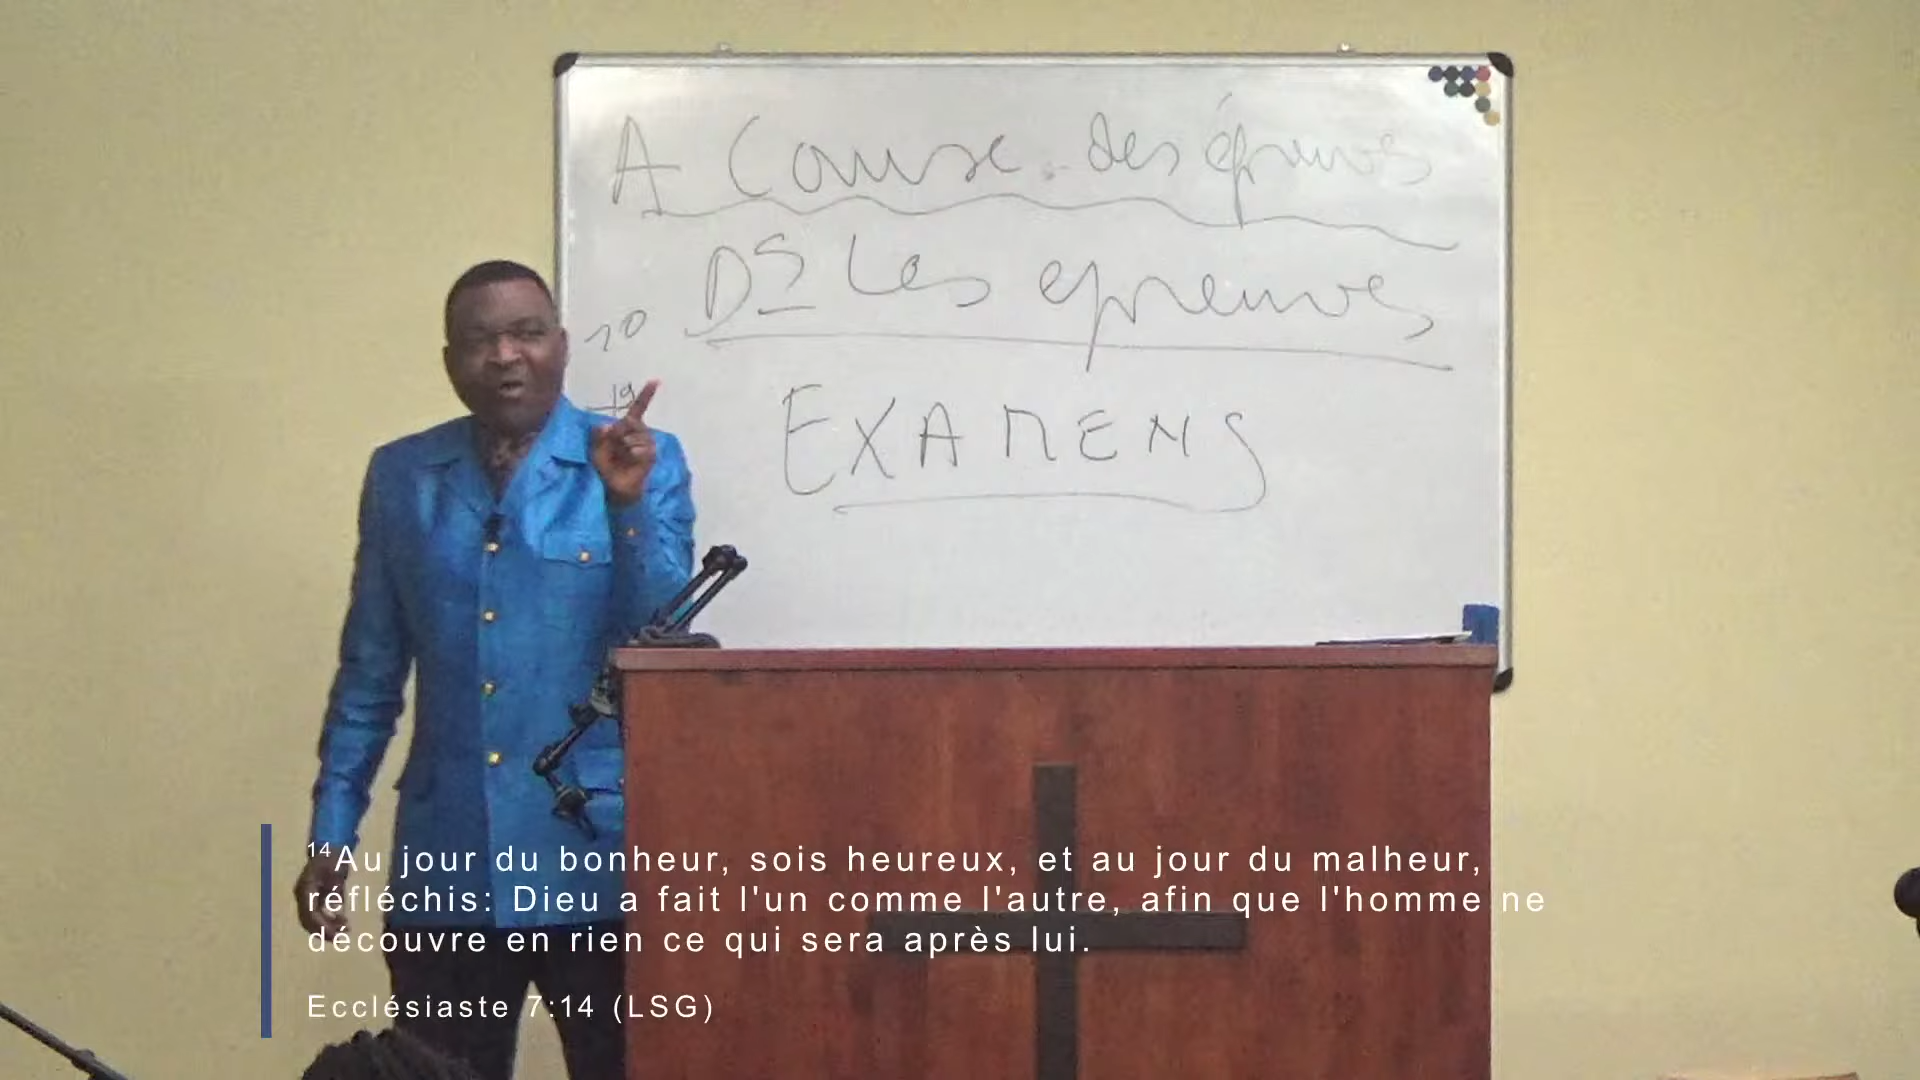 A Cause des épreuves
Ds Les epreuves
10
19
EXAMENS
14Au jour du bonheur, sois heureux, et au jour du malheur,
réfléchis: Dieu a fait l'un comme l'autre, afin que l'homme ne
découvre en rien ce qui sera après lui.
Ecclésiaste 7:14 (LSG)